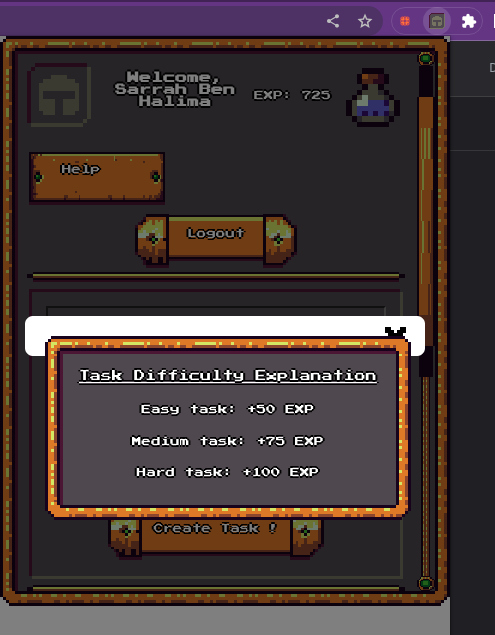 Welcome,
Sarrah Ben
Halima
EXP: 725
Help
Logout
Task Difficulty Explanation
Easy task: +50 EXP
Medium task: +75 EXP
Hard task: +100 EXP
Create Task !